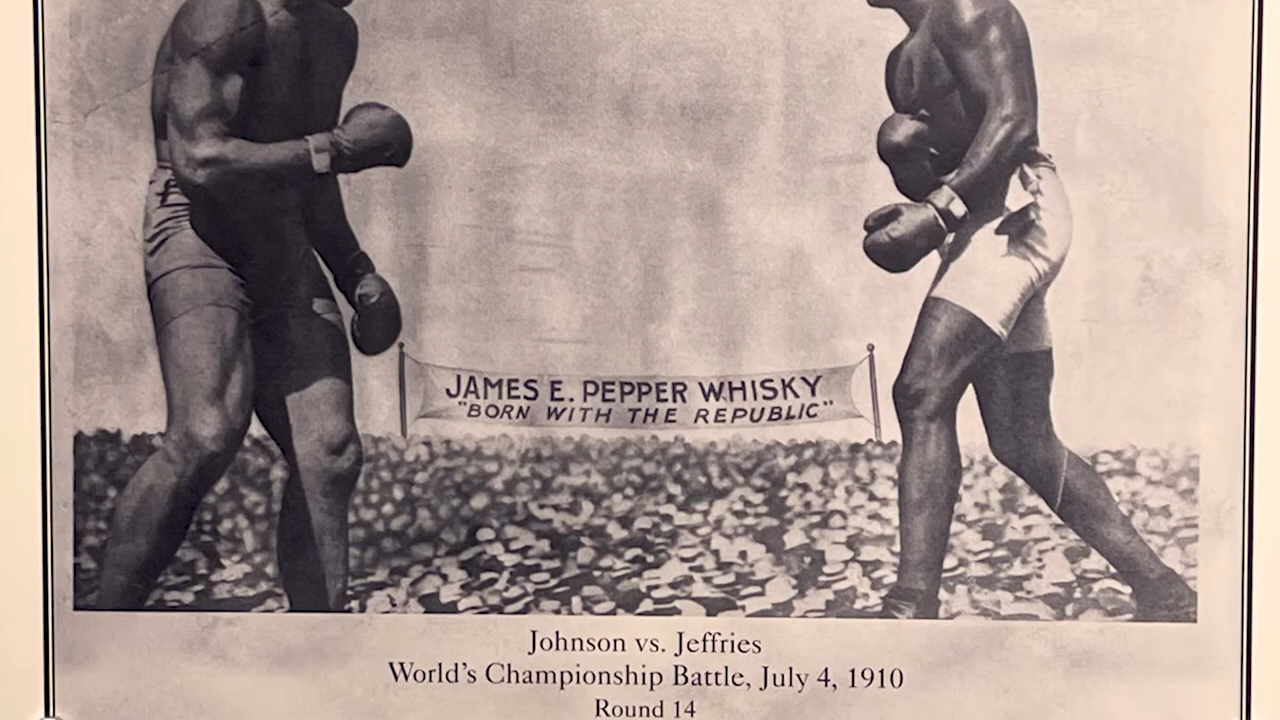 JAMES E. PEPPER WHISKY
"BORN WITH THE REPUBLIC"
Johnson vs. Jeffries
World's Championship Battle, July 4, 1910
Round 14